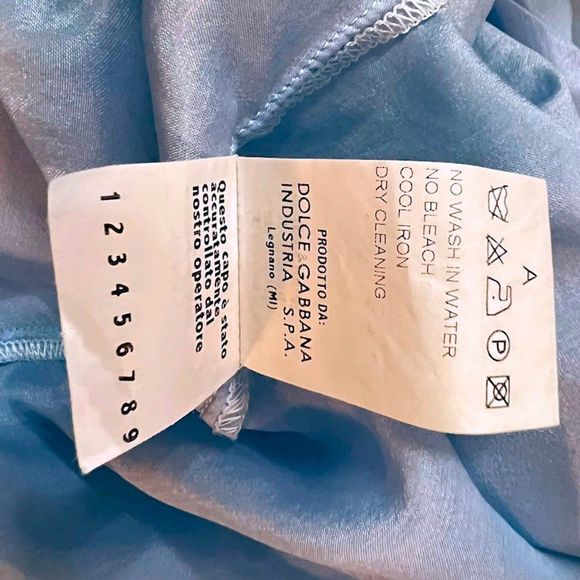 A
P
NO WASH IN WATER
NO BLEACH
COOL IRON
DRY CLEANING
PRODOTTO DA:
DOLCE & GABBANA
INDUSTRIA S.P.A.
Legnano (MI)
Questo capo è stato
accuratamente
controllato dal
nostro operatore
1 2 3 4 5 6 7 8 9